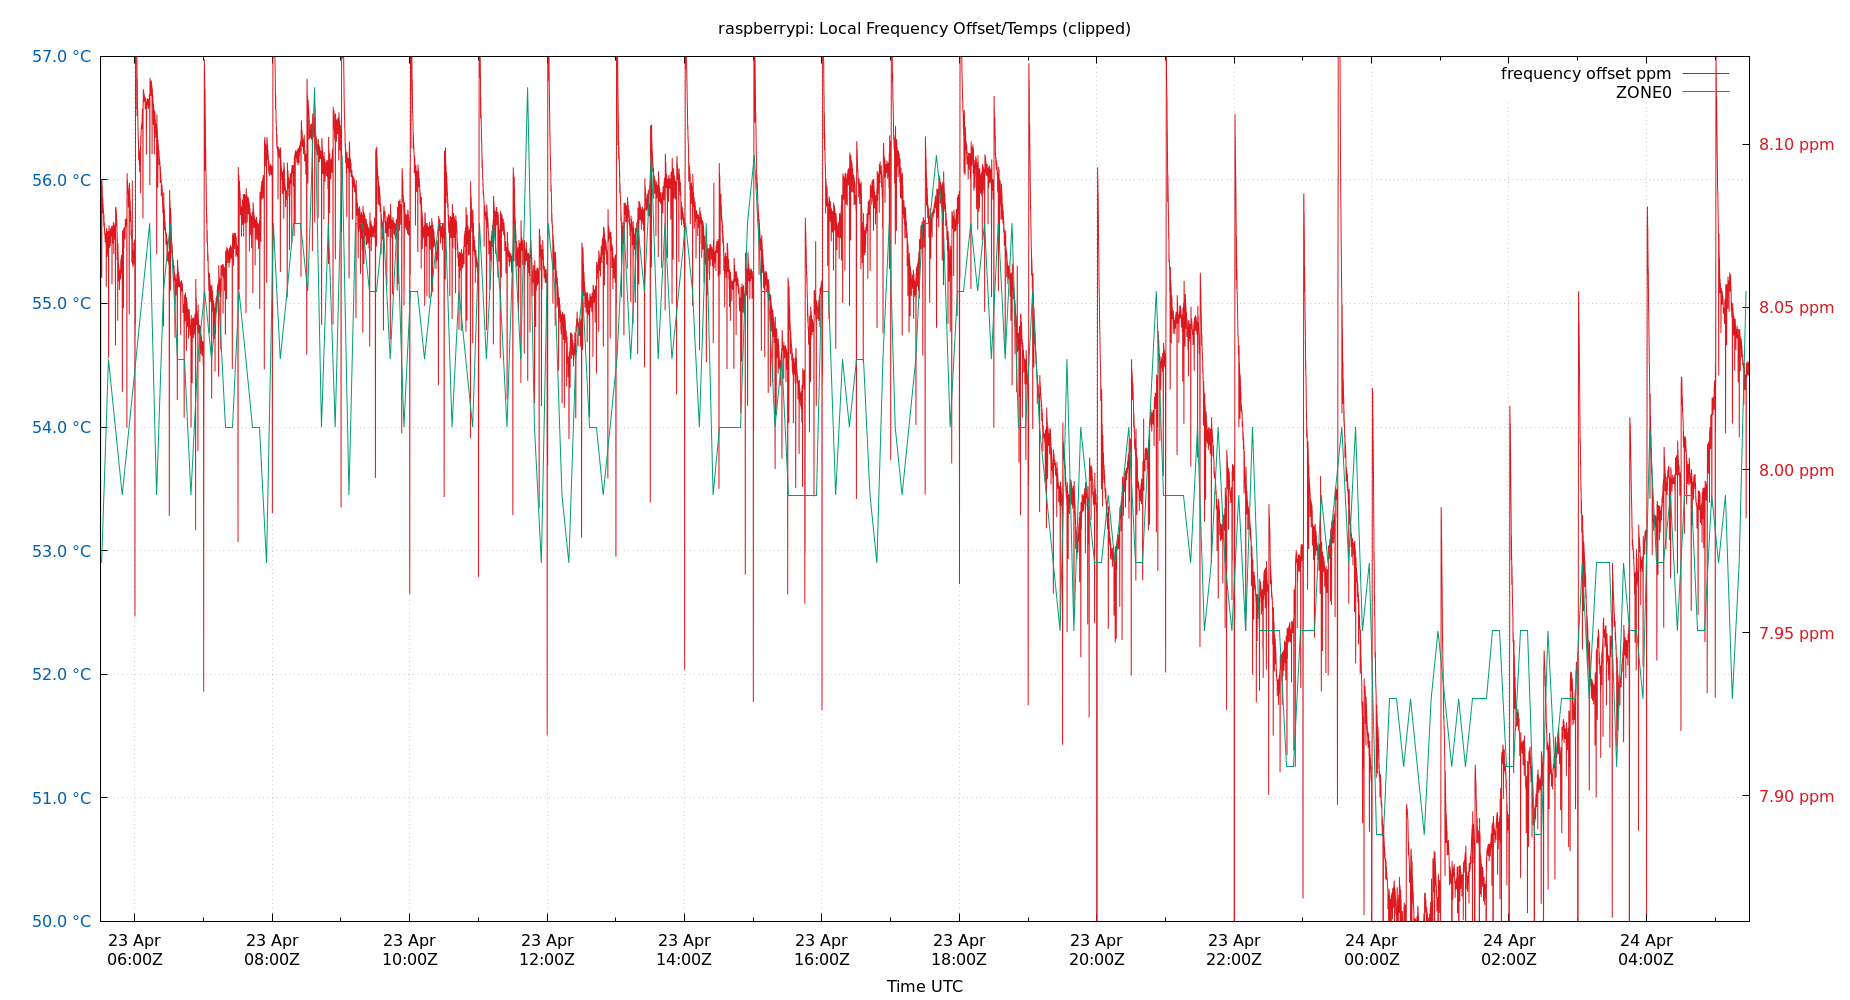 raspberrypi: Local Frequency Offset/Temps (clipped)
frequency offset ppm
ZONE0
57.0 °C
56.0 °C
55.0 °C
54.0 °C
53.0 °C
52.0 °C
51.0 °C
50.0 °C
8.10 ppm
8.05 ppm
8.00 ppm
7.95 ppm
7.90 ppm
23 Apr
06:00Z
23 Apr
08:00Z
23 Apr
10:00Z
23 Apr
12:00Z
23 Apr
14:00Z
23 Apr
16:00Z
23 Apr
18:00Z
23 Apr
20:00Z
23 Apr
22:00Z
24 Apr
00:00Z
24 Apr
02:00Z
24 Apr
04:00Z
Time UTC